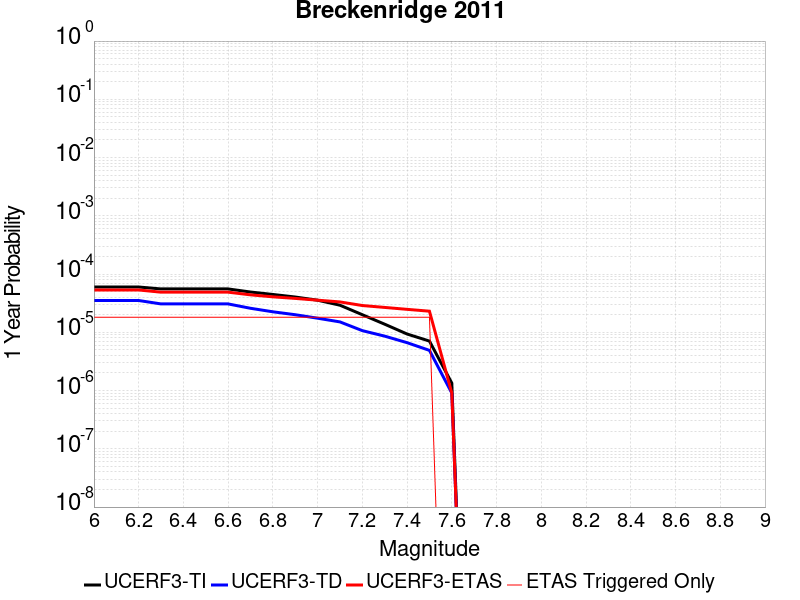 Breckenridge 2011
1 Year Probability
10^0
10^-1
10^-2
10^-3
10^-4
10^-5
10^-6
10^-7
10^-8
6 6.2 6.4 6.6 6.8 7 7.2 7.4 7.6 7.8 8 8.2 8.4 8.6 8.8 9
Magnitude
UCERF3-TI UCERF3-TD UCERF3-ETAS ETAS Triggered Only